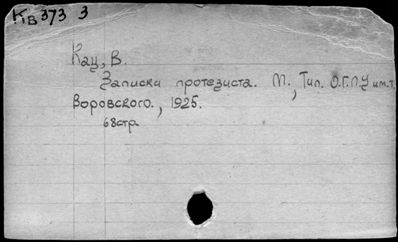 Кв 373 3
Кац, В.
Записки протезиста. М., Тип. О.Г.П.У им. т.
Воровского., 1925.
68стр.